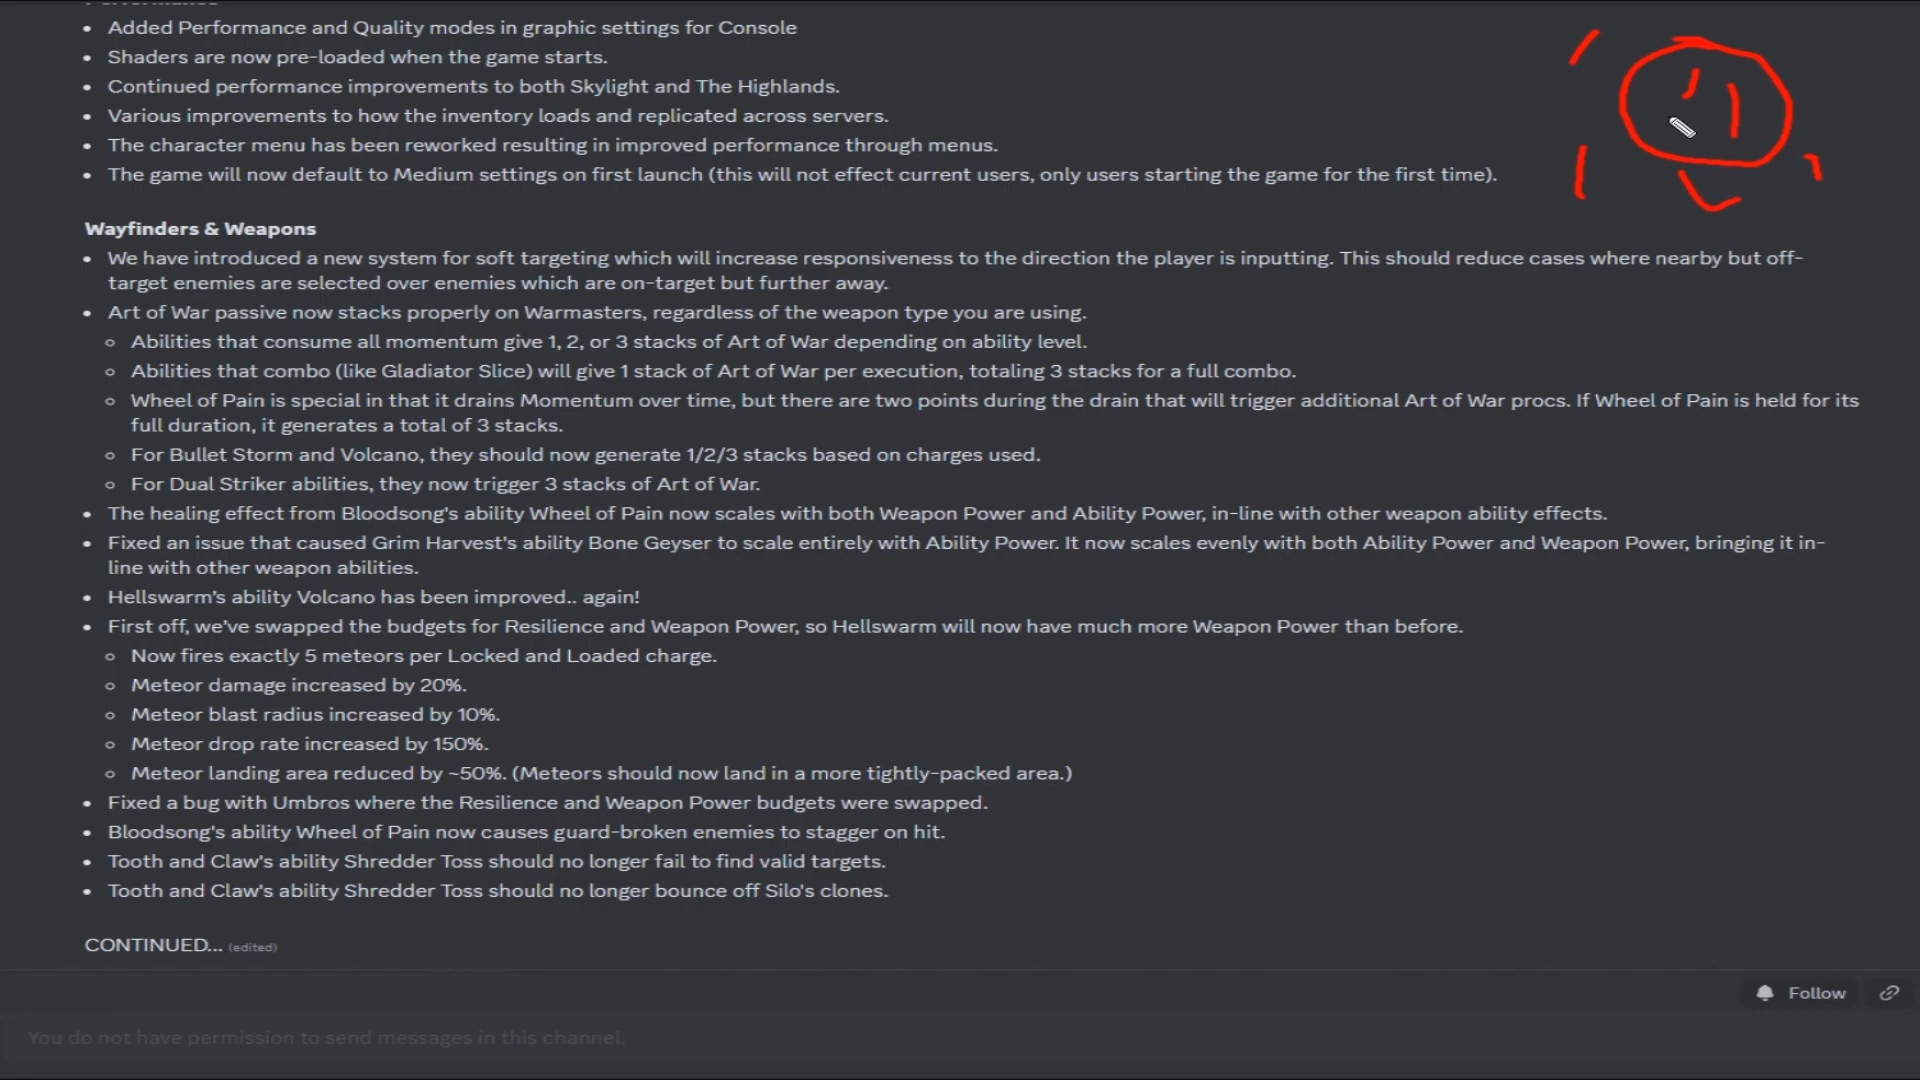 • Added Performance and Quality modes in graphic settings for Console
• Shaders are now pre-loaded when the game starts.
• Continued performance improvements to both Skylight and The Highlands.
• Various improvements to how the inventory loads and replicated across servers.
• The character menu has been reworked resulting in improved performance through menus.
• The game will now default to Medium settings on first launch (this will not effect current users, only users starting the game for the first time).
Wayfinders & Weapons
• We have introduced a new system for soft targeting which will increase responsiveness to the direction the player is inputting. This should reduce cases where nearby but off-
target enemies are selected over enemies which are on-target but further away.
• Art of War passive now stacks properly on Warmasters, regardless of the weapon type you are using.
◦ Abilities that consume all momentum give 1, 2, or 3 stacks of Art of War depending on ability level.
◦ Abilities that combo (like Gladiator Slice) will give 1 stack of Art of War per execution, totaling 3 stacks for a full combo.
◦ Wheel of Pain is special in that it drains Momentum over time, but there are two points during the drain that will trigger additional Art of War procs. If Wheel of Pain is held for its
full duration, it generates a total of 3 stacks.
◦ For Bullet Storm and Volcano, they should now generate 1/2/3 stacks based on charges used.
◦ For Dual Striker abilities, they now trigger 3 stacks of Art of War.
• The healing effect from Bloodsong's ability Wheel of Pain now scales with both Weapon Power and Ability Power, in-line with other weapon ability effects.
• Fixed an issue that caused Grim Harvest's ability Bone Geyser to scale entirely with Ability Power. It now scales evenly with both Ability Power and Weapon Power, bringing it in-
line with other weapon abilities.
• Hellswarm’s ability Volcano has been improved.. again!
• First off, we’ve swapped the budgets for Resilience and Weapon Power, so Hellswarm will now have much more Weapon Power than before.
◦ Now fires exactly 5 meteors per Locked and Loaded charge.
◦ Meteor damage increased by 20%.
◦ Meteor blast radius increased by 10%.
◦ Meteor drop rate increased by 150%.
◦ Meteor landing area reduced by ~50%. (Meteors should now land in a more tightly-packed area.)
• Fixed a bug with Umbros where the Resilience and Weapon Power budgets were swapped.
• Bloodsong's ability Wheel of Pain now causes guard-broken enemies to stagger on hit.
• Tooth and Claw's ability Shredder Toss should no longer fail to find valid targets.
• Tooth and Claw's ability Shredder Toss should no longer bounce off Silo's clones.
CONTINUED... (edited)
Follow
You do not have permission to send messages in this channel.